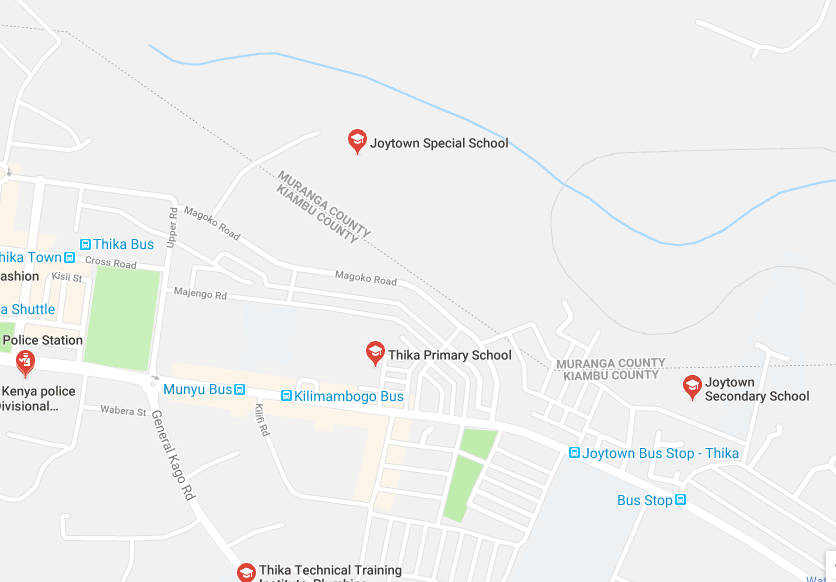 Joytown Special School
MURANGA COUNTY
KIAMBU COUNTY
Upper Rd
Magoko Road
Thika Bus
hika Town
Cross Road
ashion
Kisii St
Magoko Road
Majengo Rd
a Shuttle
Police Station
Thika Primary School
MURANGA COUNTY
KIAMBU COUNTY
Kenya police
ivisional...
Munyu Bus
Kilimambogo Bus
Joytown
Secondary School
Wabera St
Kilifi Rd
General Kago Rd
Joytown Bus Stop - Thika
Bus Stop
Thika Technical Training